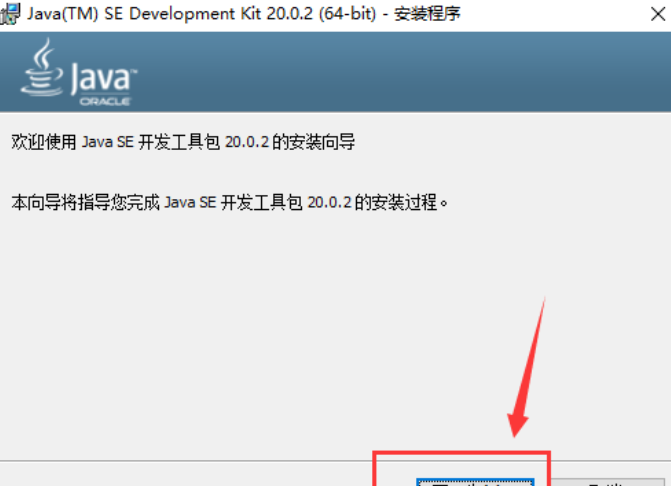 Java(TM) SE Development Kit 20.0.2 (64-bit) - 安装程序
Java™
ORACLE
欢迎使用 Java SE 开发工具包 20.0.2 的安装向导
本向导将指导您完成 Java SE 开发工具包 20.0.2 的安装过程。